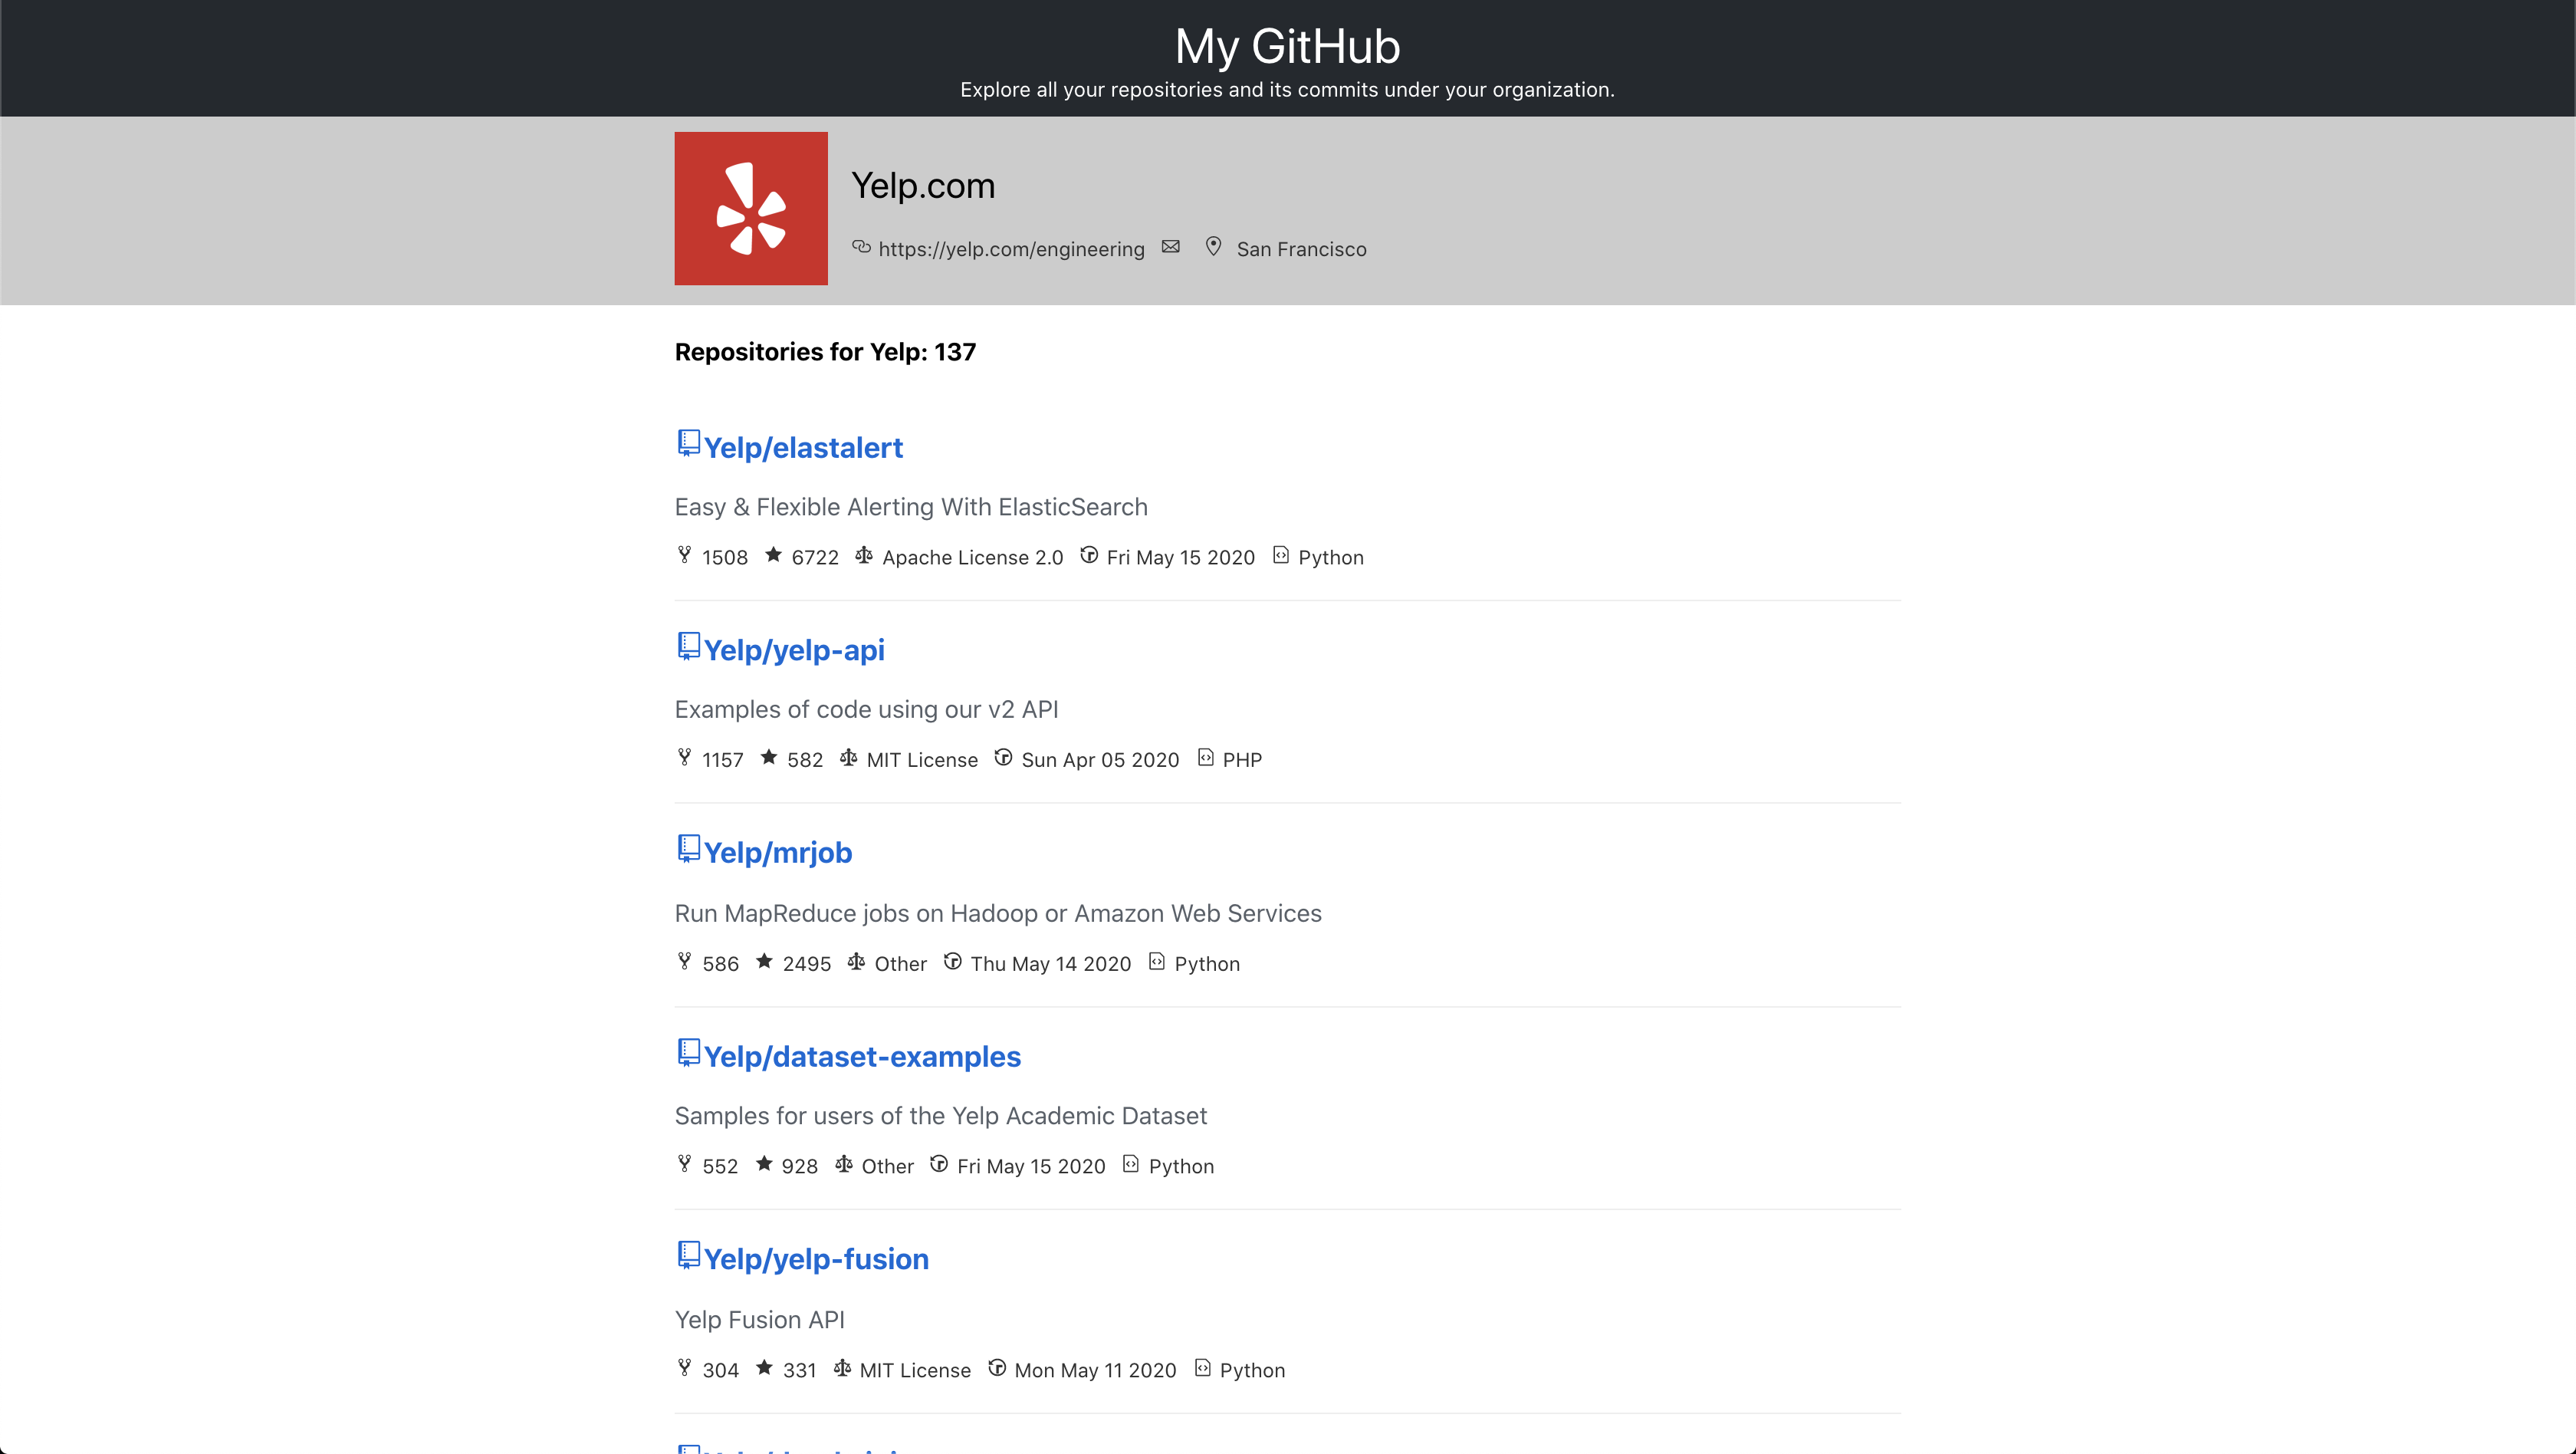 My GitHub
Explore all your repositories and its commits under your organization.
Yelp.com
https://yelp.com/engineering San Francisco
Repositories for Yelp: 137
Yelp/elastalert
Easy & Flexible Alerting With ElasticSearch
1508 6722 Apache License 2.0 Fri May 15 2020 Python
Yelp/yelp-api
Examples of code using our v2 API
1157 582 MIT License Sun Apr 05 2020 PHP
Yelp/mrjob
Run MapReduce jobs on Hadoop or Amazon Web Services
586 2495 Other Thu May 14 2020 Python
Yelp/dataset-examples
Samples for users of the Yelp Academic Dataset
552 928 Other Fri May 15 2020 Python
Yelp/yelp-fusion
Yelp Fusion API
304 331 MIT License Mon May 11 2020 Python